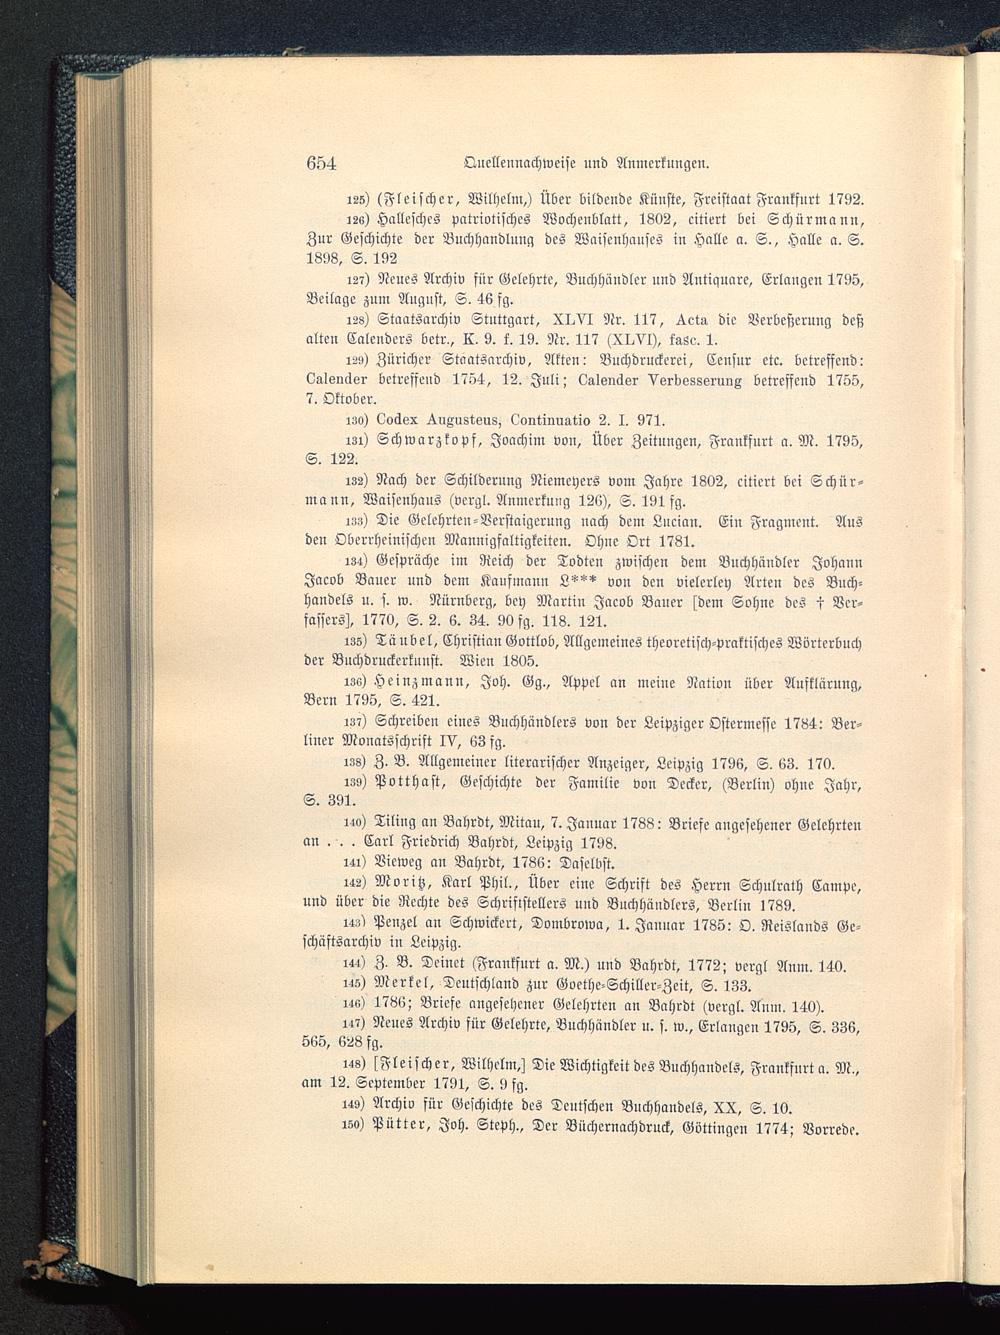 654 Quellennachweise und Anmerkungen.
125) (Fleischer, Wilhelm,) Über bildende Künste, Freistaat Frankfurt 1792.
126) Hallesches patriotisches Wochenblatt, 1802, citiert bei Schürmann,
Zur Geschichte der Buchhandlung des Waisenhauses in Halle a. S., Halle a. S.
1898, S. 192
127) Neues Archiv für Gelehrte, Buchhändler und Antiquare, Erlangen 1795,
Beilage zum August, S. 46 fg.
128) Staatsarchiv Stuttgart, XLVI Nr. 117, Acta die Verbeßerung deß
alten Calenders betr., K. 9. f. 19. Nr. 117 (XLVI), fasc. 1.
129) Züricher Staatsarchiv, Akten: Buchdruckerei, Censur etc. betreffend:
Calender betreffend 1754, 12. Juli; Calender Verbesserung betreffend 1755,
7. Oktober.
130) Codex Augusteus, Continuatio 2. I. 971.
131) Schwarzkopf, Joachim von, Über Zeitungen, Frankfurt a. M. 1795,
S. 122.
132) Nach der Schilderung Niemeyers vom Jahre 1802, citiert bei Schür-
mann, Waisenhaus (vergl. Anmerkung 126), S. 191 fg.
133) Die Gelehrten-Verstaigerung nach dem Lucian. Ein Fragment. Aus
den Oberrheinischen Mannigfaltigkeiten. Ohne Ort 1781.
134) Gespräche im Reich der Todten zwischen dem Buchhändler Johann
Jacob Bauer und dem Kaufmann L*** von den vielerley Arten des Buch-
handels u. s. w. Nürnberg, bey Martin Jacob Bauer [dem Sohne des † Ver-
fassers], 1770, S. 2. 6. 34. 90 fg. 118. 121.
135) Täubel, Christian Gottlob, Allgemeines theoretisch-praktisches Wörterbuch
der Buchdruckerkunst. Wien 1805.
136) Heinzmann, Joh. Gg., Appel an meine Nation über Aufklärung,
Bern 1795, S. 421.
137) Schreiben eines Buchhändlers von der Leipziger Ostermesse 1784: Ber-
liner Monatsschrift IV, 63 fg.
138) Z. B. Allgemeiner literarischer Anzeiger, Leipzig 1796, S. 63. 170.
139) Potthast, Geschichte der Familie von Decker, (Berlin) ohne Jahr,
S. 391.
140) Tiling an Bahrdt, Mitau, 7. Januar 1788: Briefe angesehener Gelehrten
an . . . Carl Friedrich Bahrdt, Leipzig 1798.
141) Vieweg an Bahrdt, 1786: Daselbst.
142) Moritz, Karl Phil., Über eine Schrift des Herrn Schulrath Campe,
und über die Rechte des Schriftstellers und Buchhändlers, Berlin 1789.
143) Penzel an Schwickert, Dombrowa, 1. Januar 1785: O. Reislands Ge-
schäftsarchiv in Leipzig.
144) Z. B. Deinet (Frankfurt a. M.) und Bahrdt, 1772; vergl Anm. 140.
145) Merkel, Deutschland zur Goethe-Schiller-Zeit, S. 133.
146) 1786; Briefe angesehener Gelehrten an Bahrdt (vergl. Anm. 140).
147) Neues Archiv für Gelehrte, Buchhändler u. s. w., Erlangen 1795, S. 336,
565, 628 fg.
148) [Fleischer, Wilhelm,] Die Wichtigkeit des Buchhandels, Frankfurt a. M.,
am 12. September 1791, S. 9 fg.
149) Archiv für Geschichte des Deutschen Buchhandels, XX, S. 10.
150) Pütter, Joh. Steph., Der Büchernachdruck, Göttingen 1774; Vorrede.